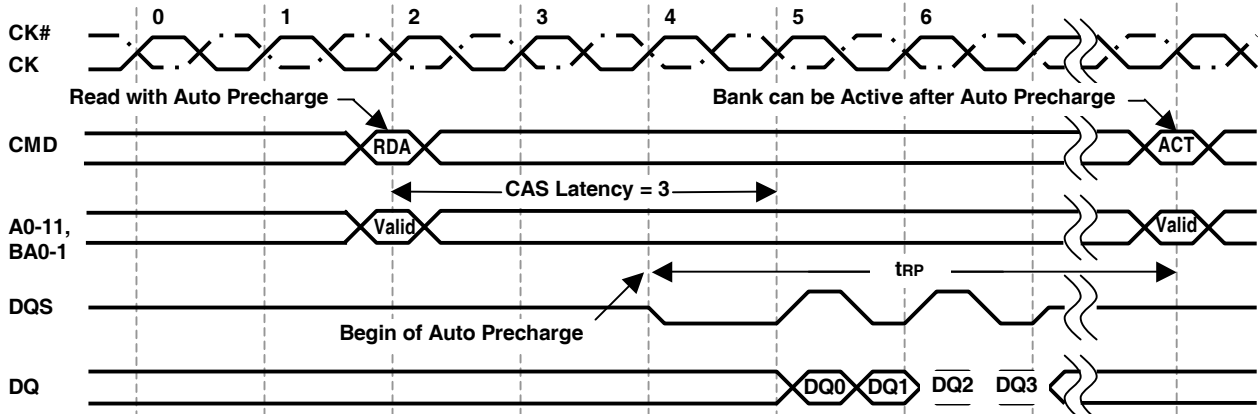 0 1 2 3 4 5 6
CK#
CK
Read with Auto Precharge
Bank can be Active after Auto Precharge
CMD
RDA
ACT
CAS Latency = 3
A0-11,
BA0-1
Valid
Valid
tRP
DQS
Begin of Auto Precharge
DQ
DQ0 DQ1 DQ2 DQ3